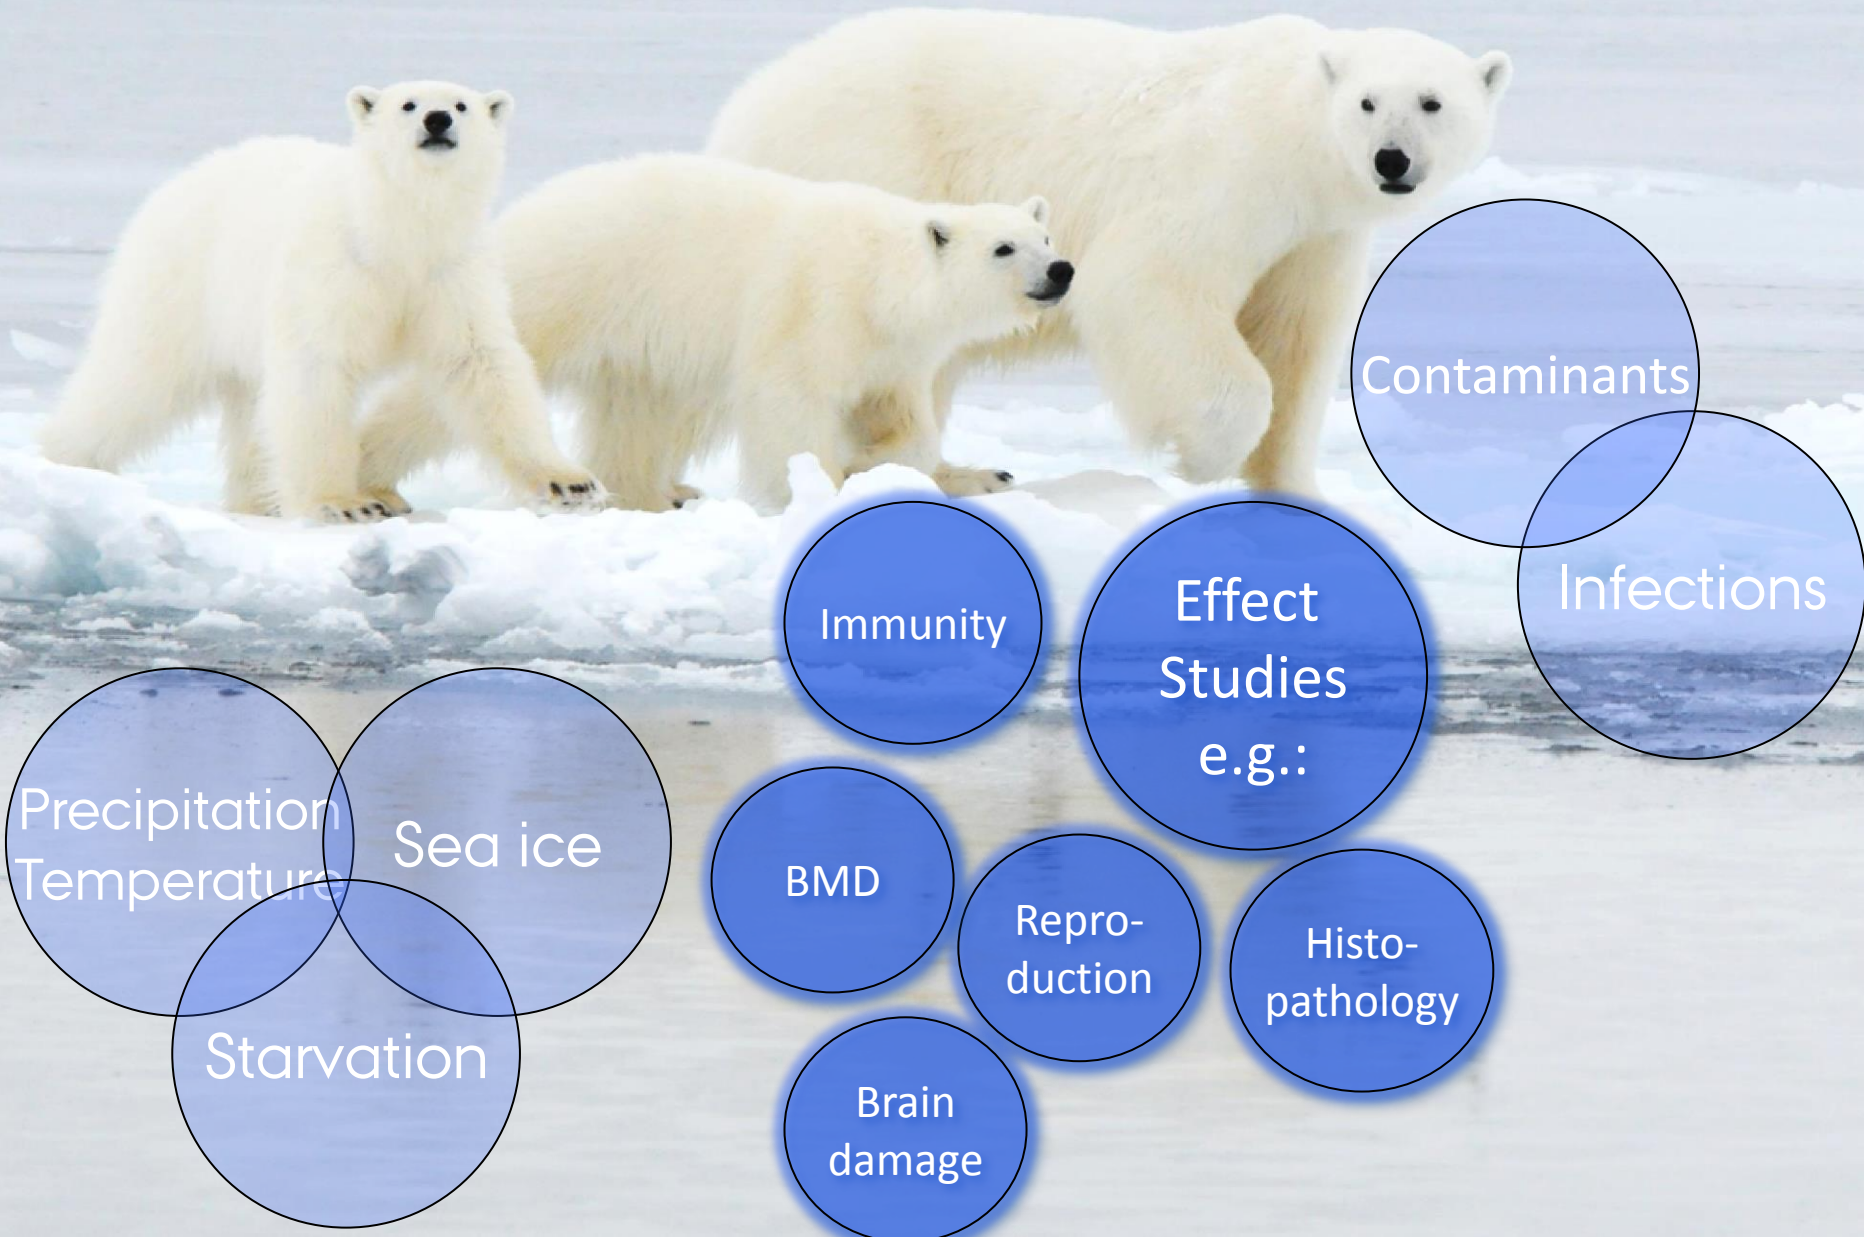 Contaminants
Infections
Effect
Studies
e.g.:
Immunity
BMD
Repro-
duction
Histo-
pathology
Brain
damage
Precipitation
Temperature
Sea ice
Starvation